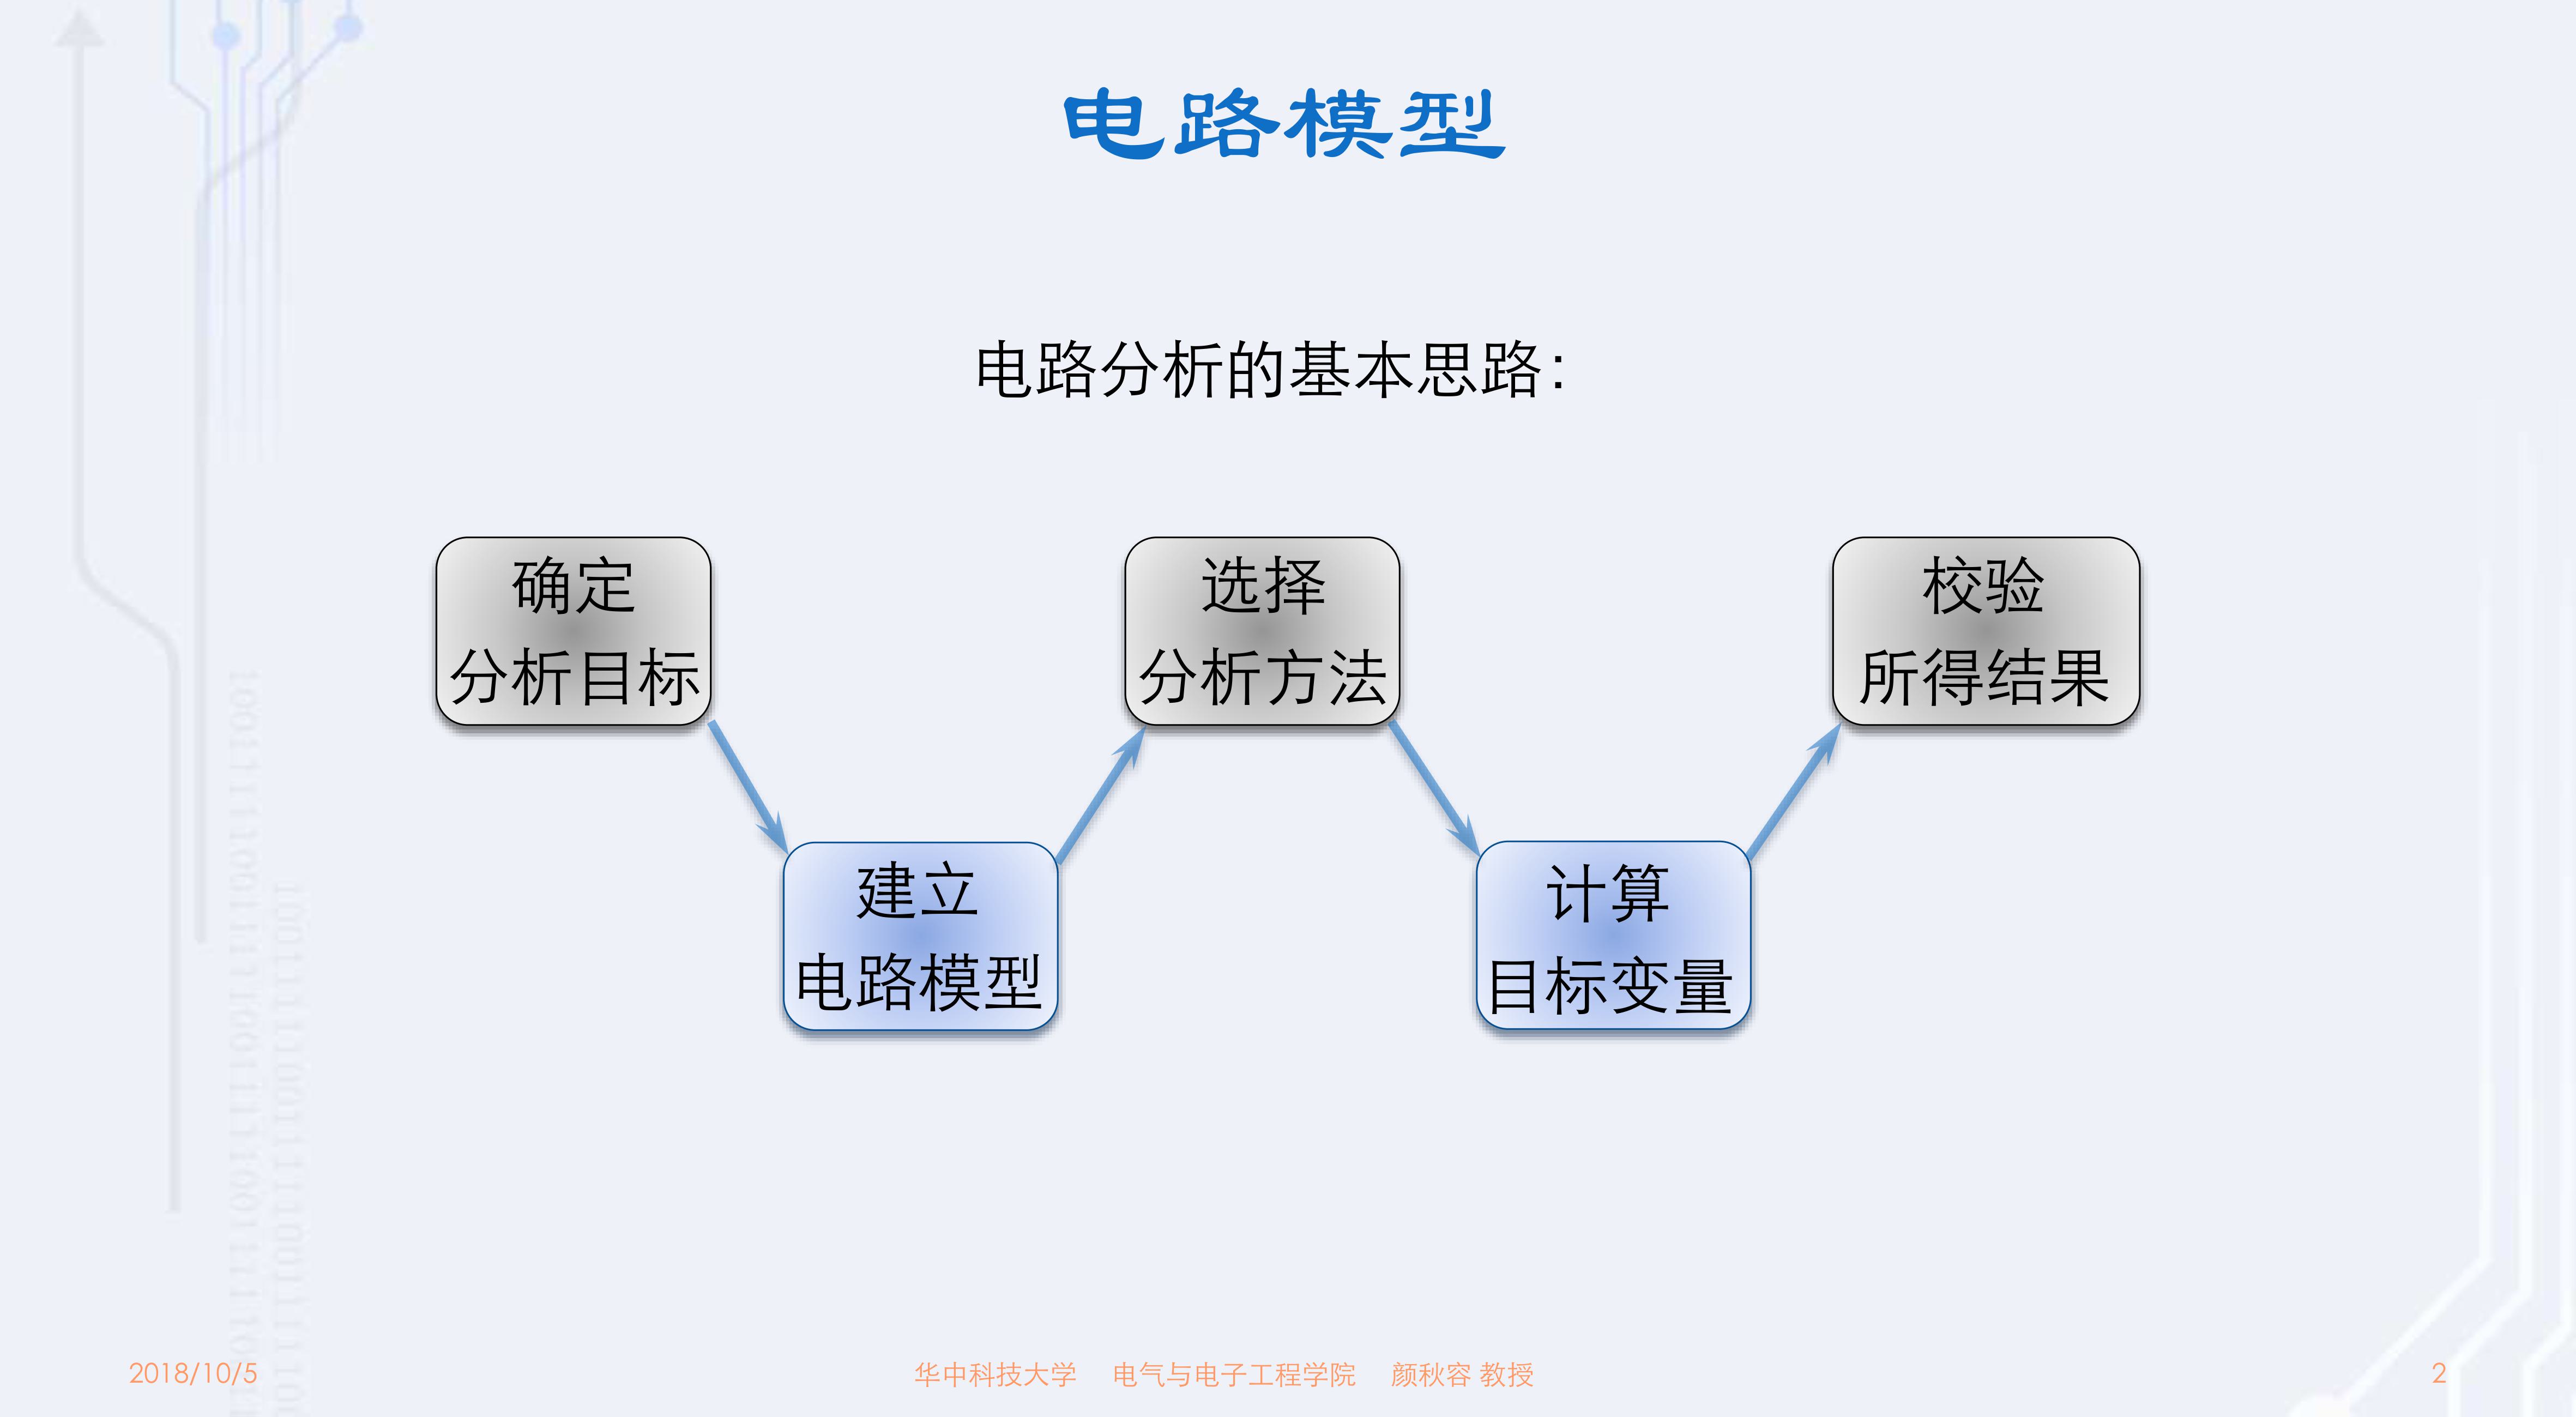 电路模型
电路分析的基本思路：
确定
分析目标
建立
电路模型
选择
分析方法
计算
目标变量
校验
所得结果
2018/10/5
华中科技大学 电气与电子工程学院 颜秋容 教授
2